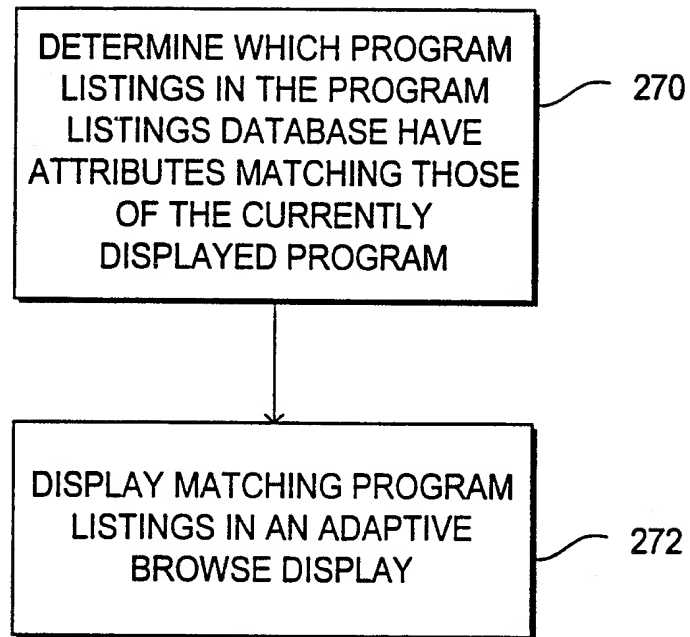 DETERMINE WHICH PROGRAM
LISTINGS IN THE PROGRAM
LISTINGS DATABASE HAVE
ATTRIBUTES MATCHING THOSE
OF THE CURRENTLY
DISPLAYED PROGRAM
270
DISPLAY MATCHING PROGRAM
LISTINGS IN AN ADAPTIVE
BROWSE DISPLAY
272